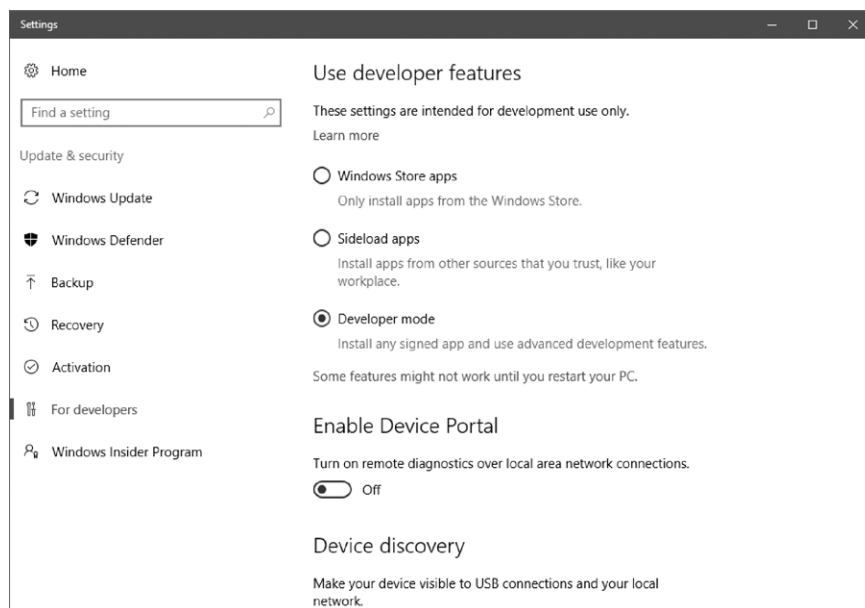 Settings
Home
Find a setting
Update & security
Windows Update
Windows Defender
Backup
Recovery
Activation
For developers
Windows Insider Program
Use developer features
These settings are intended for development use only.
Learn more
Windows Store apps
Only install apps from the Windows Store.
Sideload apps
Install apps from other sources that you trust, like your
workplace.
Developer mode
Install any signed app and use advanced development features.
Some features might not work until you restart your PC.
Enable Device Portal
Turn on remote diagnostics over local area network connections.
Off
Device discovery
Make your device visible to USB connections and your local
network.